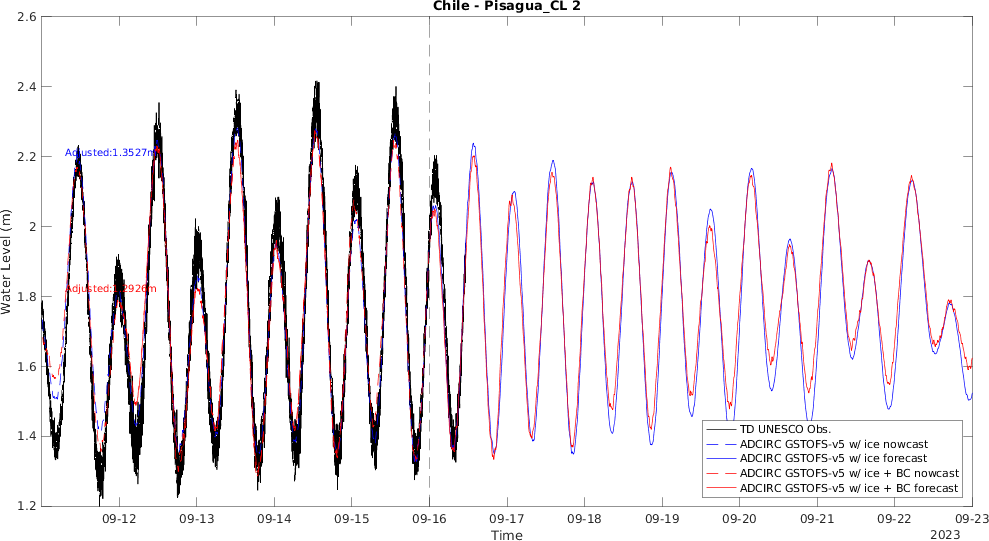 Chile - Pisagua_CL 2
2.6
2.4
2.2
2
1.8
1.6
1.4
1.2
Water Level (m)
Adjusted:1.3527m
Adjusted:1.2926m
TD UNESCO Obs.
ADCIRC GSTOFS-v5 w/ ice nowcast
ADCIRC GSTOFS-v5 w/ ice forecast
ADCIRC GSTOFS-v5 w/ ice + BC nowcast
ADCIRC GSTOFS-v5 w/ ice + BC forecast
09-12 09-13 09-14 09-15 09-16 09-17 09-18 09-19 09-20 09-21 09-22 09-23
Time
2023